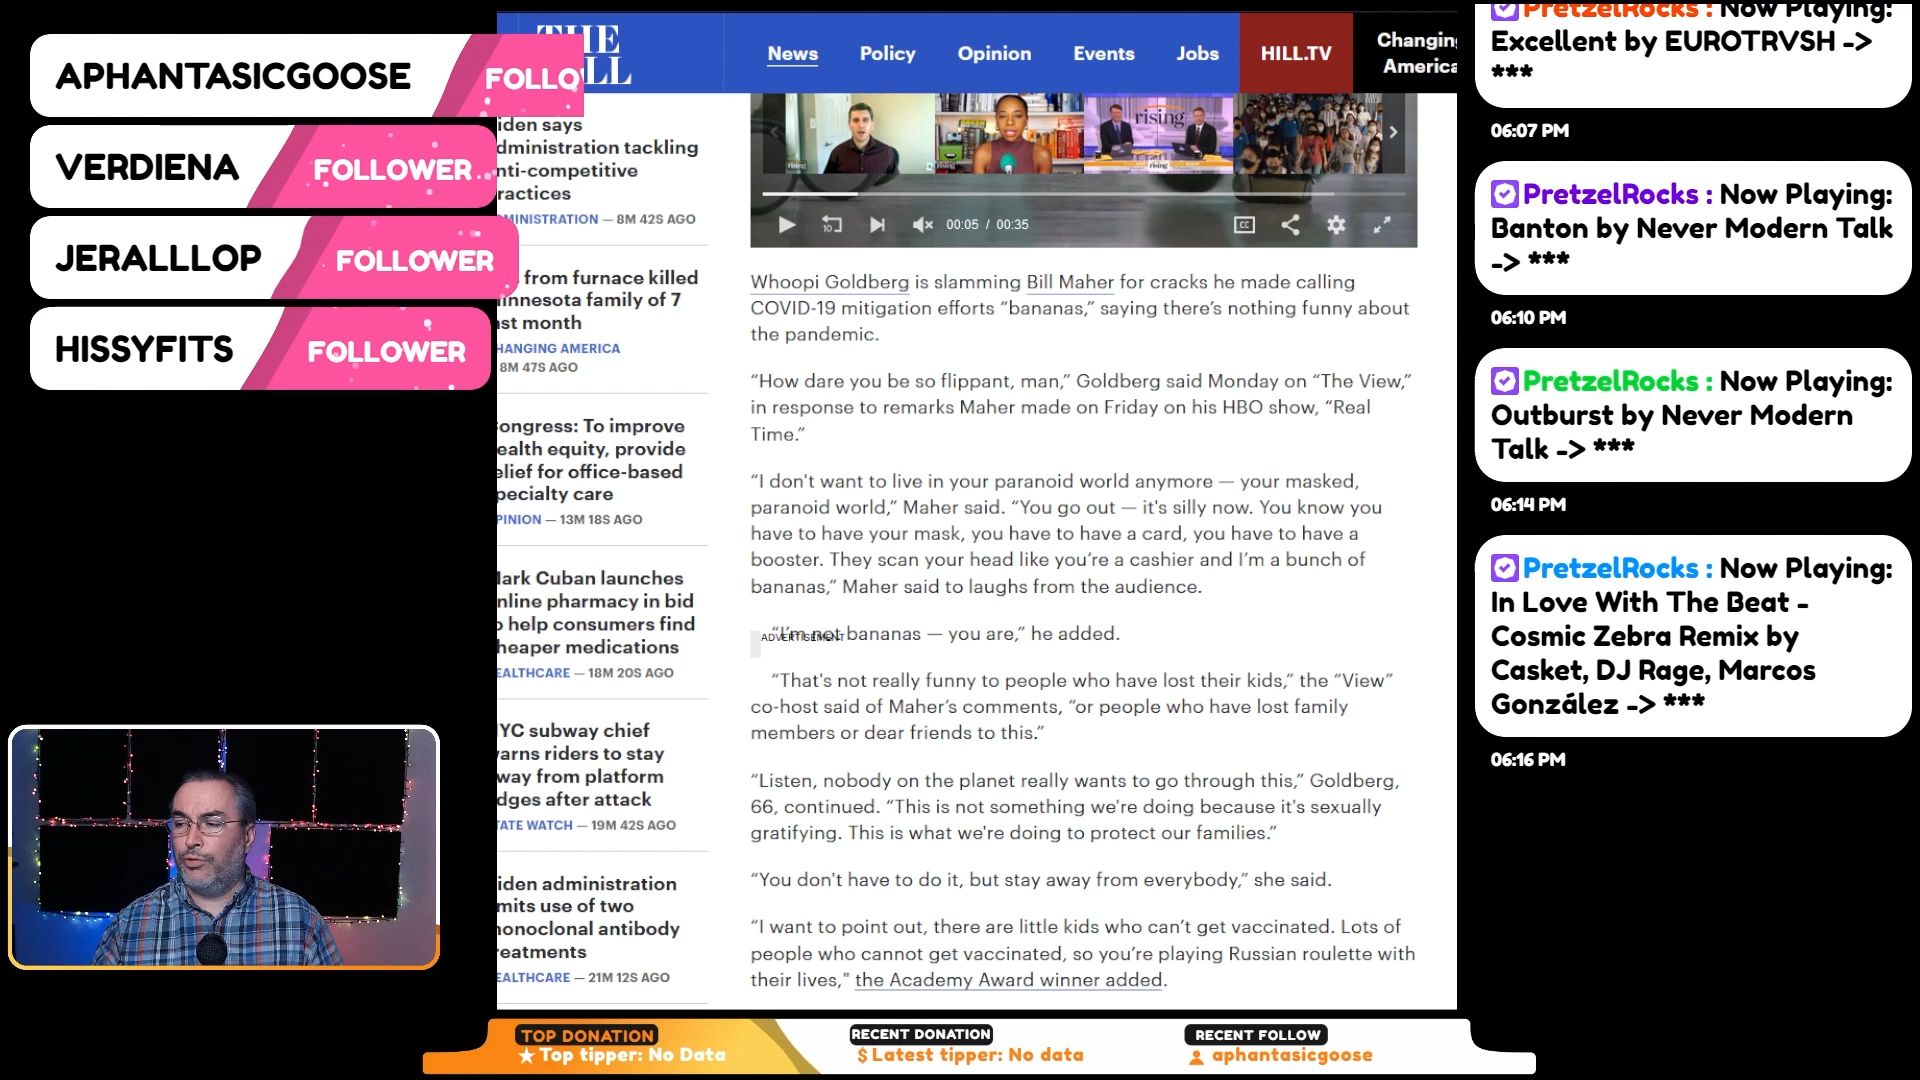 APHANTASICGOOSE
FOLLO
VERDIENA
FOLLOWER
JERALLLOP
FOLLOWER
HISSYFITS
FOLLOWER
THE
LL
News
Policy
Opinion
Events
Jobs
HILL.TV
Changing
America
iden says
dministration tackling
nti-competitive
ractices
MINISTRATION — 8M 42S AGO
from furnace killed
innesota family of 7
st month
HANGING AMERICA
8M 47S AGO
ongress: To improve
ealth equity, provide
elief for office-based
pecialty care
PINION — 13M 18S AGO
ark Cuban launches
nline pharmacy in bid
o help consumers find
heaper medications
EALTHCARE — 18M 20S AGO
YC subway chief
arns riders to stay
way from platform
dges after attack
TATE WATCH — 19M 42S AGO
iden administration
mits use of two
onoclonal antibody
reatments
EALTHCARE — 21M 12S AGO
rising
rising
10
00:05 / 00:35
CC
Whoopi Goldberg is slamming Bill Maher for cracks he made calling
COVID-19 mitigation efforts “bananas,” saying there’s nothing funny about
the pandemic.
“How dare you be so flippant, man,” Goldberg said Monday on “The View,”
in response to remarks Maher made on Friday on his HBO show, “Real
Time.”
“I don't want to live in your paranoid world anymore — your masked,
paranoid world,” Maher said. “You go out — it's silly now. You know you
have to have your mask, you have to have a card, you have to have a
booster. They scan your head like you’re a cashier and I’m a bunch of
bananas,” Maher said to laughs from the audience.
ADVERTISEMENT
“I’m not bananas — you are,” he added.
“That's not really funny to people who have lost their kids,” the “View”
co-host said of Maher’s comments, “or people who have lost family
members or dear friends to this.”
“Listen, nobody on the planet really wants to go through this,” Goldberg,
66, continued. “This is not something we're doing because it's sexually
gratifying. This is what we're doing to protect our families.”
“You don't have to do it, but stay away from everybody,” she said.
“I want to point out, there are little kids who can’t get vaccinated. Lots of
people who cannot get vaccinated, so you’re playing Russian roulette with
their lives," the Academy Award winner added.
PretzelRocks : Now Playing:
Excellent by EUROTRVSH ->
***
06:07 PM
PretzelRocks : Now Playing:
Banton by Never Modern Talk
-> ***
06:10 PM
PretzelRocks : Now Playing:
Outburst by Never Modern
Talk -> ***
06:14 PM
PretzelRocks : Now Playing:
In Love With The Beat -
Cosmic Zebra Remix by
Casket, DJ Rage, Marcos
González -> ***
06:16 PM
TOP DONATION
Top tipper: No Data
RECENT DONATION
$ Latest tipper: No data
RECENT FOLLOW
aphantasicgoose